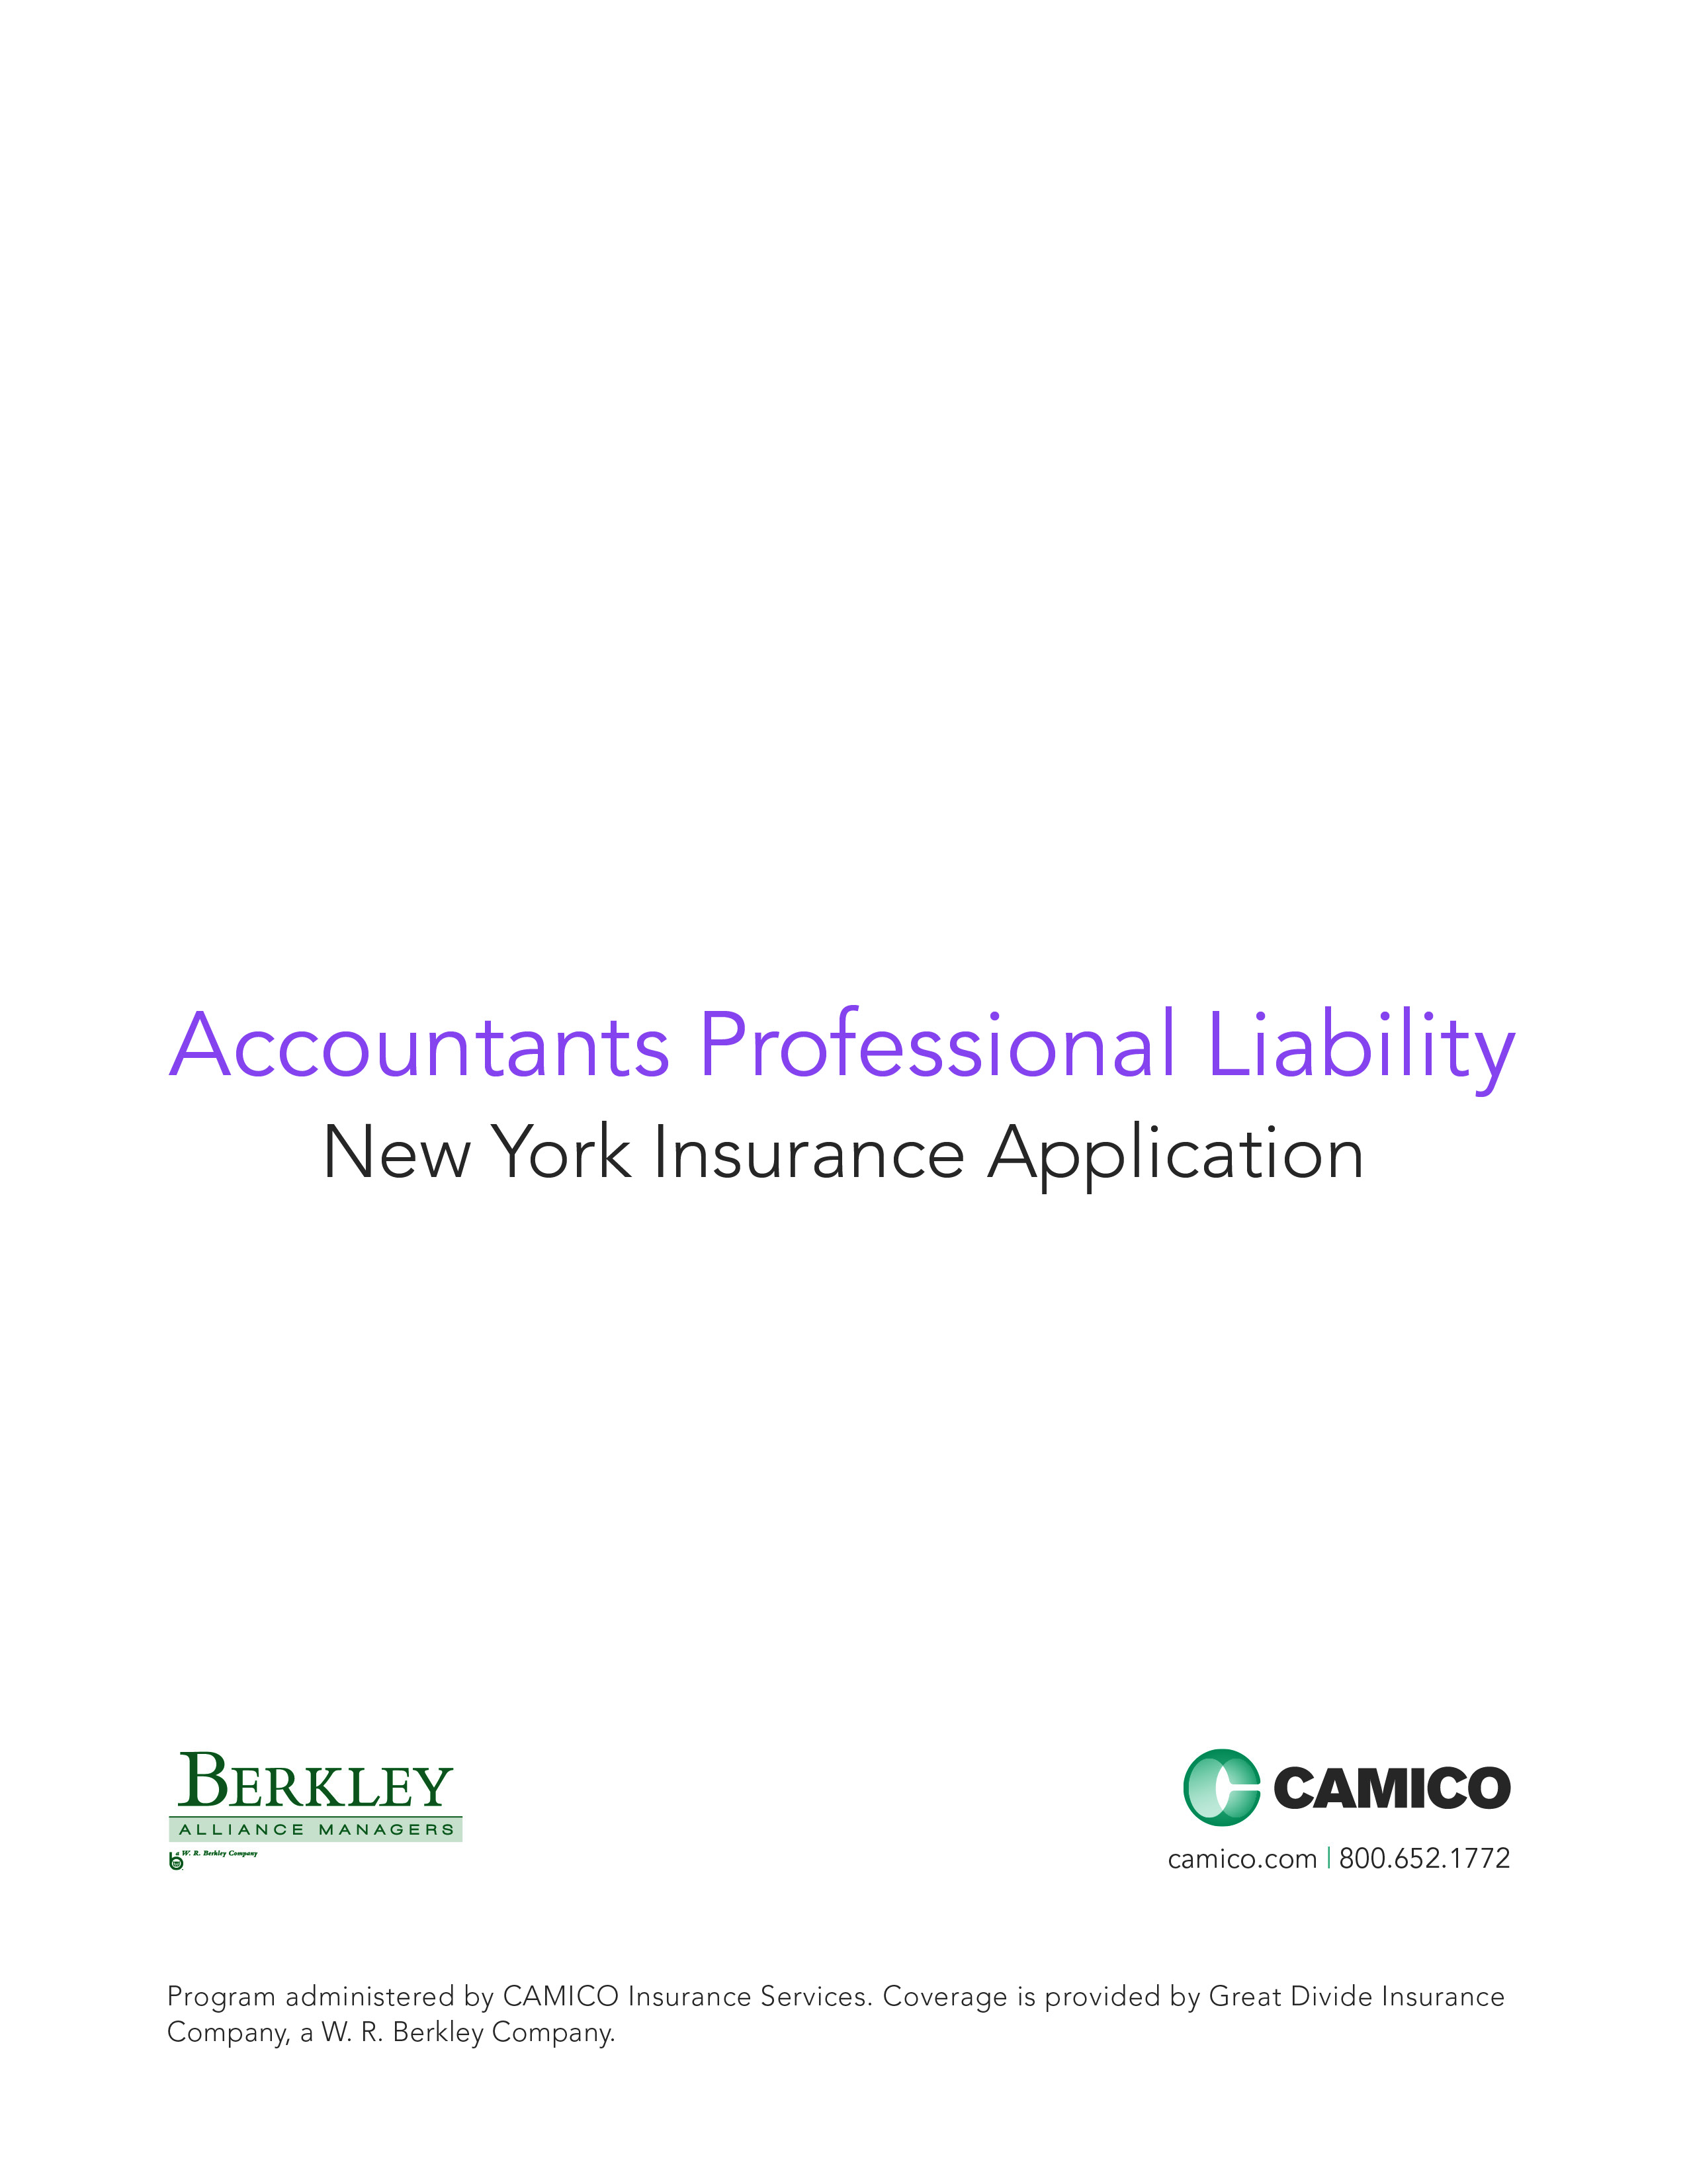 Accountants Professional Liability
New York Insurance Application
BERKLEY
ALLIANCE MANAGERS
a W. R. Berkley Company
CAMICO
camico.com | 800.652.1772
Program administered by CAMICO Insurance Services. Coverage is provided by Great Divide Insurance
Company, a W. R. Berkley Company.